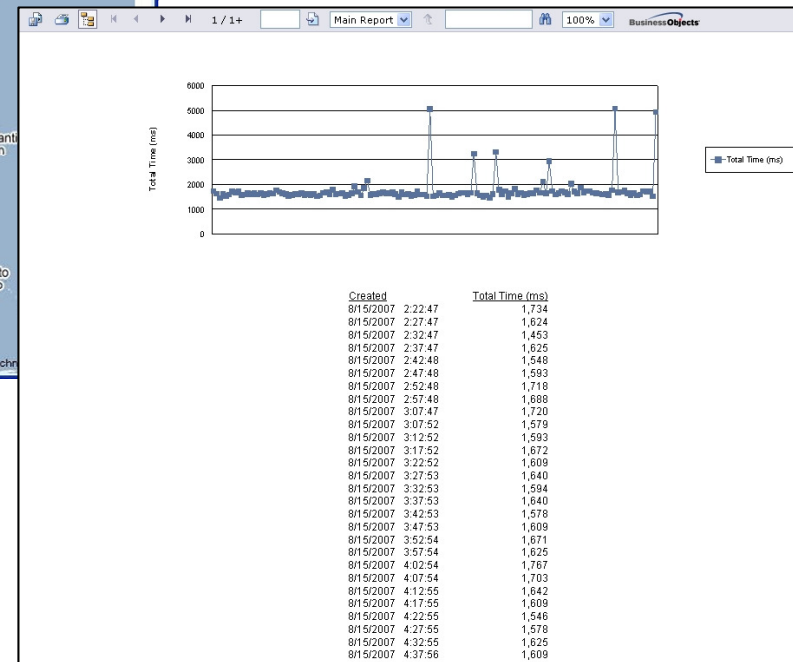 1 / 1+
Main Report
100%
BusinessObjects
6000
5000
4000
3000
2000
1000
0
Total Time (ms)
Total Time (ms)
Created Total Time (ms)
8/15/2007 2:22:47 1,734
8/15/2007 2:27:47 1,624
8/15/2007 2:32:47 1,453
8/15/2007 2:37:47 1,625
8/15/2007 2:42:48 1,548
8/15/2007 2:47:48 1,593
8/15/2007 2:52:48 1,718
8/15/2007 2:57:48 1,688
8/15/2007 3:07:47 1,720
8/15/2007 3:07:52 1,579
8/15/2007 3:12:52 1,593
8/15/2007 3:17:52 1,672
8/15/2007 3:22:52 1,609
8/15/2007 3:27:53 1,640
8/15/2007 3:32:53 1,594
8/15/2007 3:37:53 1,640
8/15/2007 3:42:53 1,578
8/15/2007 3:47:53 1,609
8/15/2007 3:52:54 1,671
8/15/2007 3:57:54 1,625
8/15/2007 4:02:54 1,767
8/15/2007 4:07:54 1,703
8/15/2007 4:12:55 1,642
8/15/2007 4:17:55 1,609
8/15/2007 4:22:55 1,546
8/15/2007 4:27:55 1,578
8/15/2007 4:32:55 1,625
8/15/2007 4:37:56 1,609